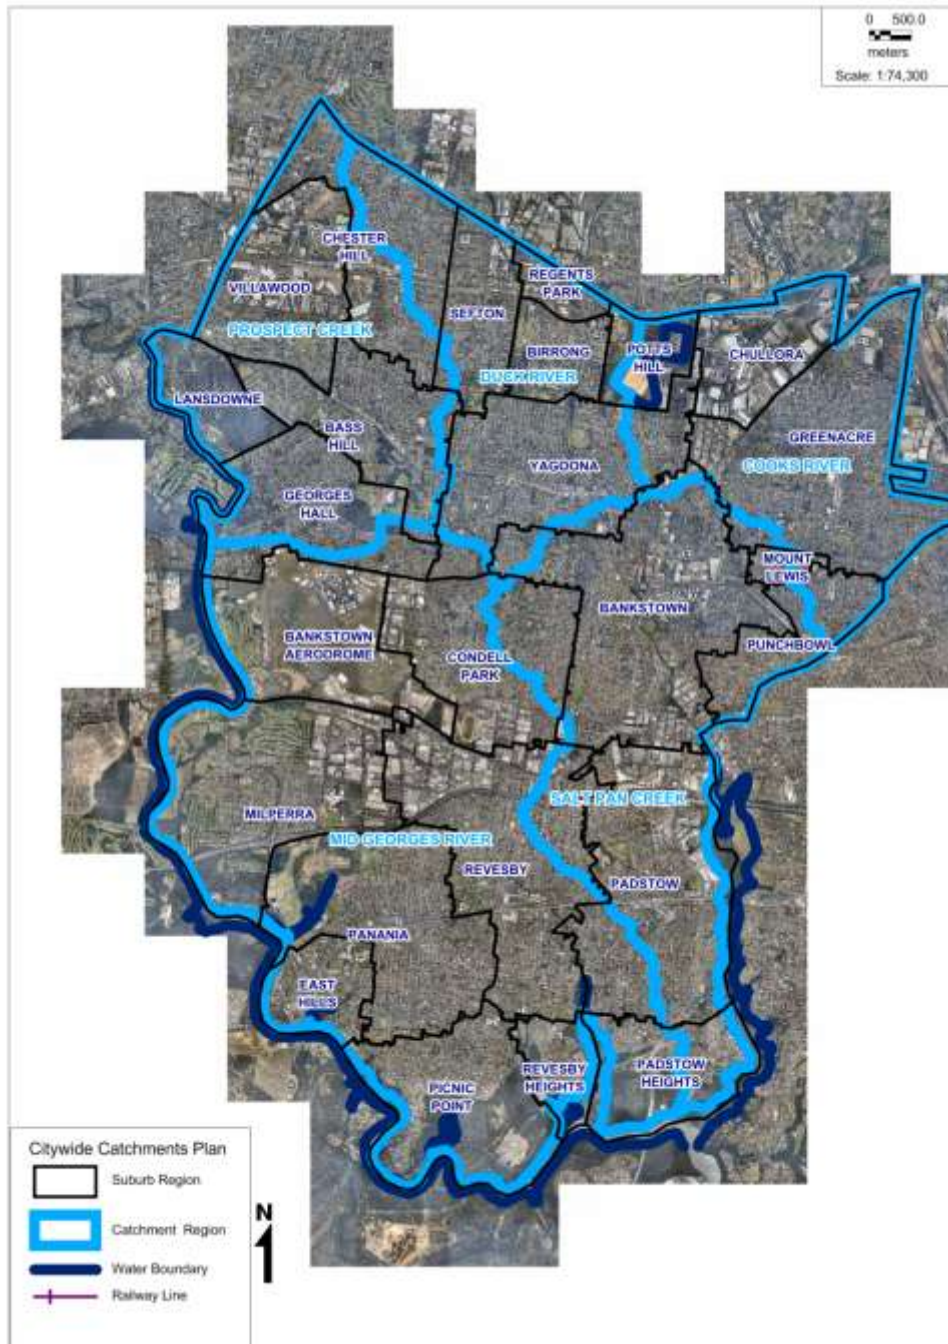 0 500.0
meters
Scale: 1:74,300
CHESTER
HILL
VILLAWOOD
REGENTS
PARK
SEFTON
PROSPECT CREEK
BIRRONG
POTTS
HILL
CHULLORA
DUCK RIVER
LANSDOWNE
BASS
HILL
GREENACRE
YAGOONA
COOKS RIVER
GEORGES
HALL
MOUNT
LEWIS
BANKSTOWN
BANKSTOWN
AERODROME
CONDELL
PARK
PUNCHBOWL
SALT PAN CREEK
MILPERRA
MID GEORGES RIVER
REVESBY
PADSTOW
PANANIA
EAST
HILLS
REVESBY
HEIGHTS
PADSTOW
HEIGHTS
PICNIC
POINT
Citywide Catchments Plan
Suburb Region
Catchment Region
Water Boundary
Railway Line
N